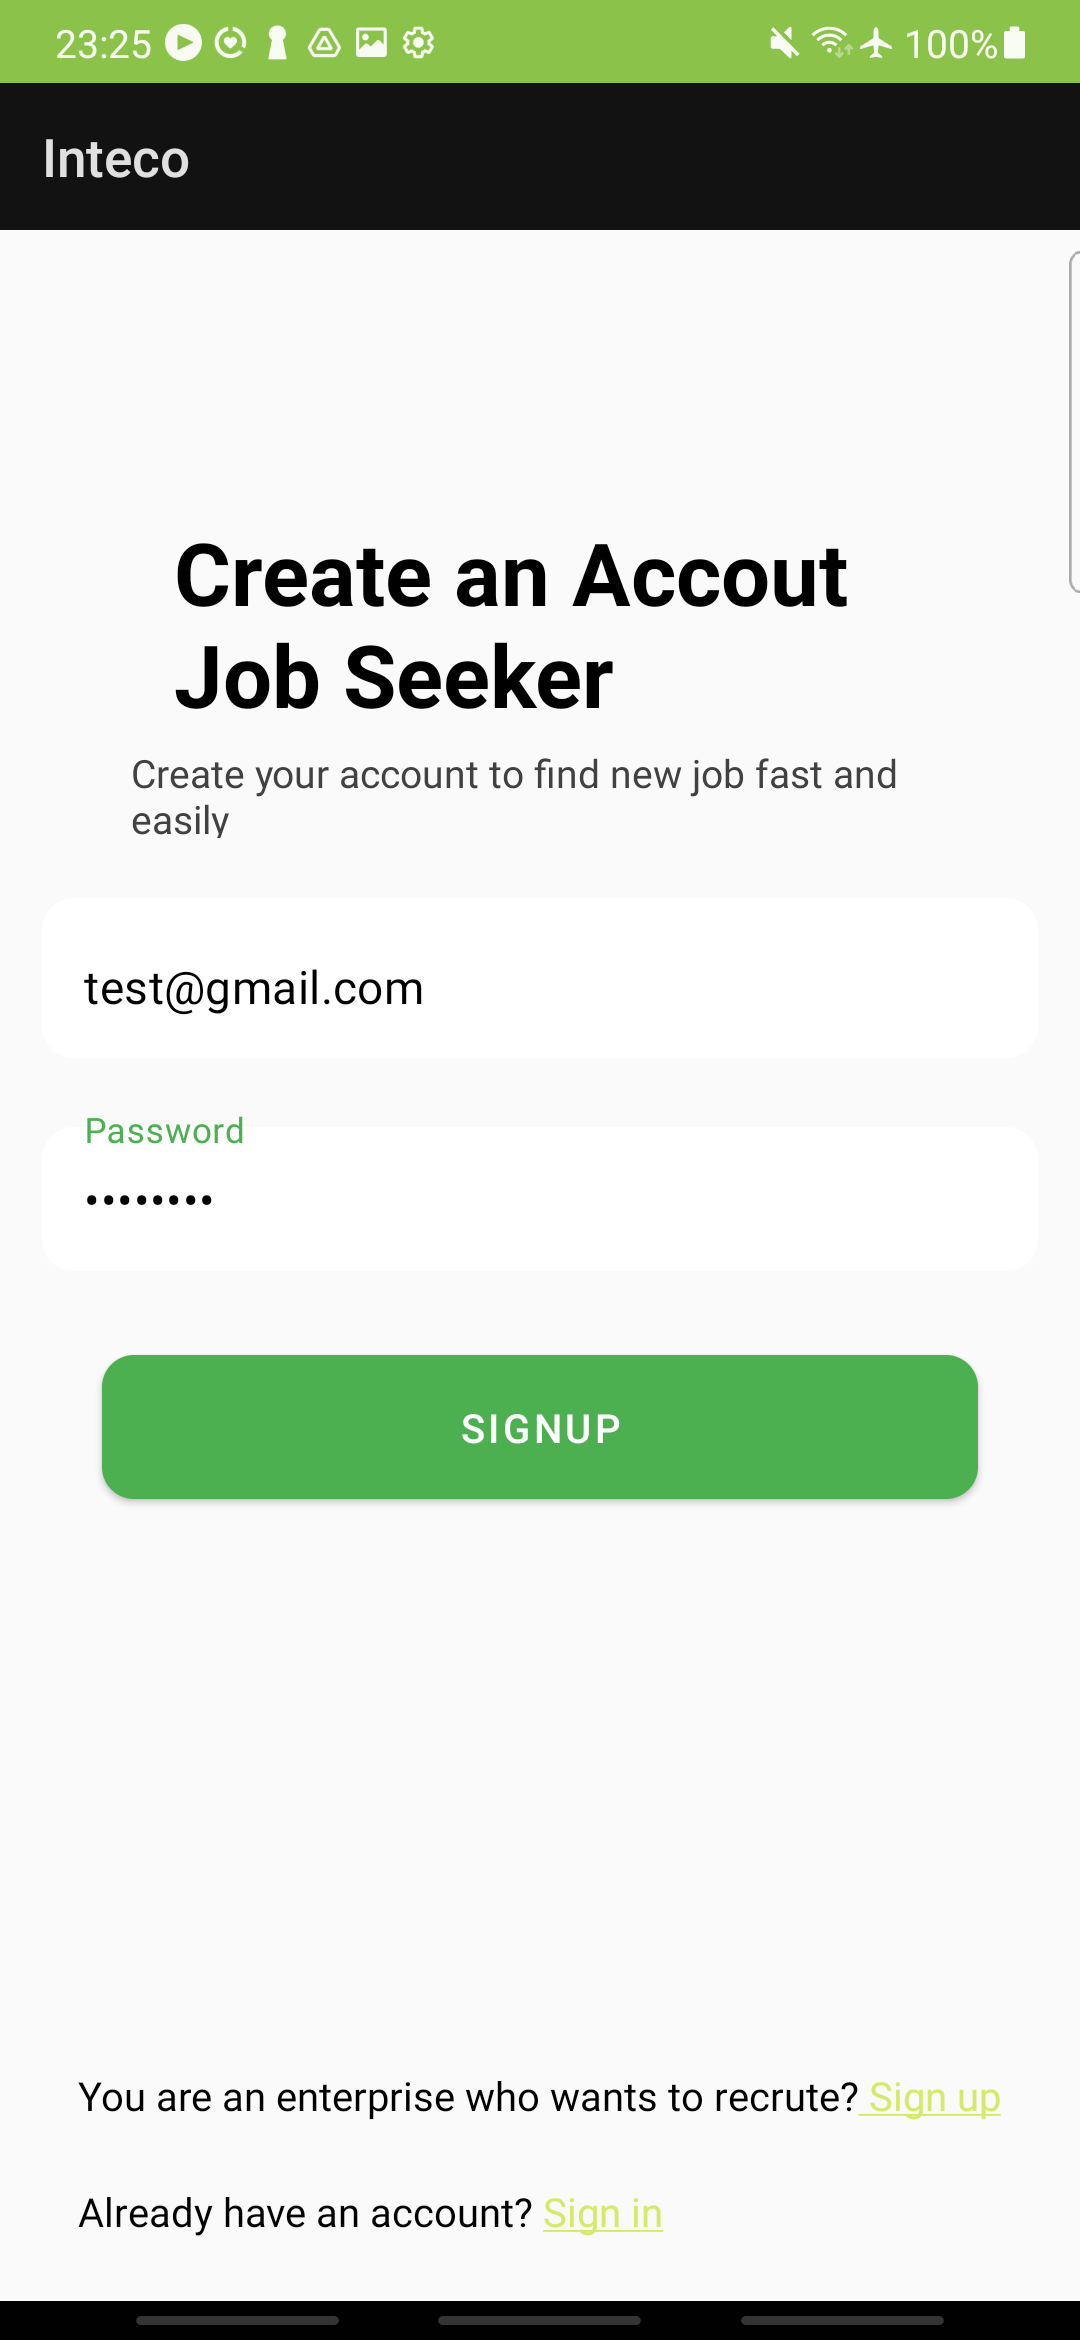 23:25 100%
Inteco
Create an Accout
Job Seeker
Create your account to find new job fast and
easily
test@gmail.com
Password
••••••••
SIGNUP
You are an enterprise who wants to recrute? Sign up
Already have an account? Sign in